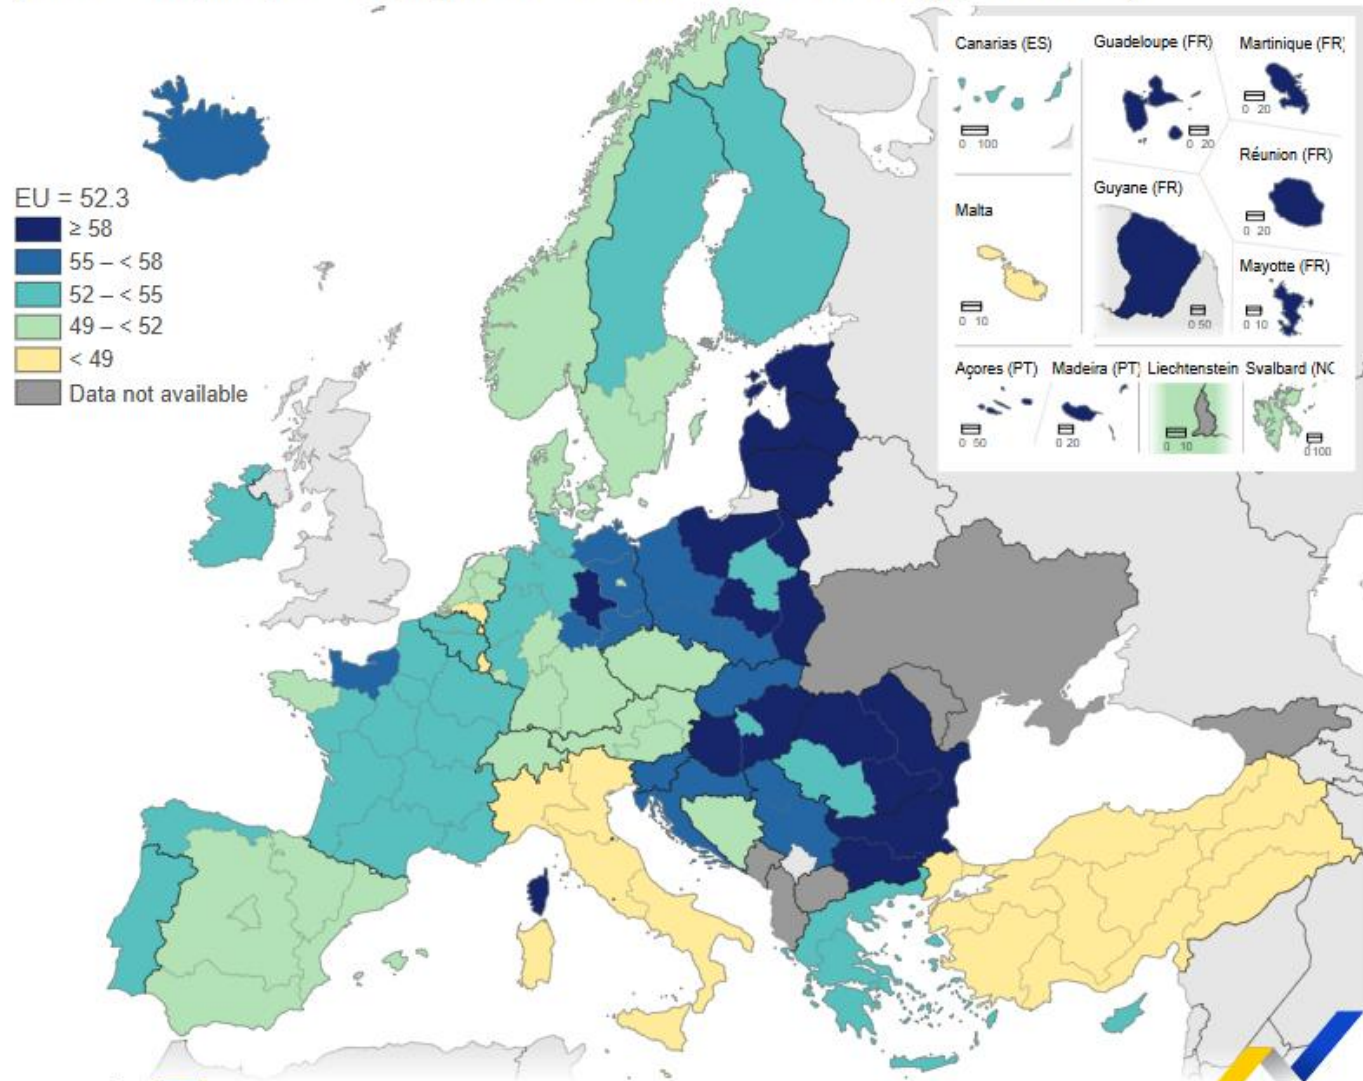 EU = 52.3
≥ 58
55 – < 58
52 – < 55
49 – < 52
< 49
Data not available
Canarias (ES)
0 100
Guadeloupe (FR)
0 20
Martinique (FR)
0 20
Réunion (FR)
0 20
Guyane (FR)
0 50
Mayotte (FR)
0 10
Malta
0 10
Açores (PT)
0 50
Madeira (PT)
0 20
Liechtenstein
0 10
Svalbard (NO
0 100